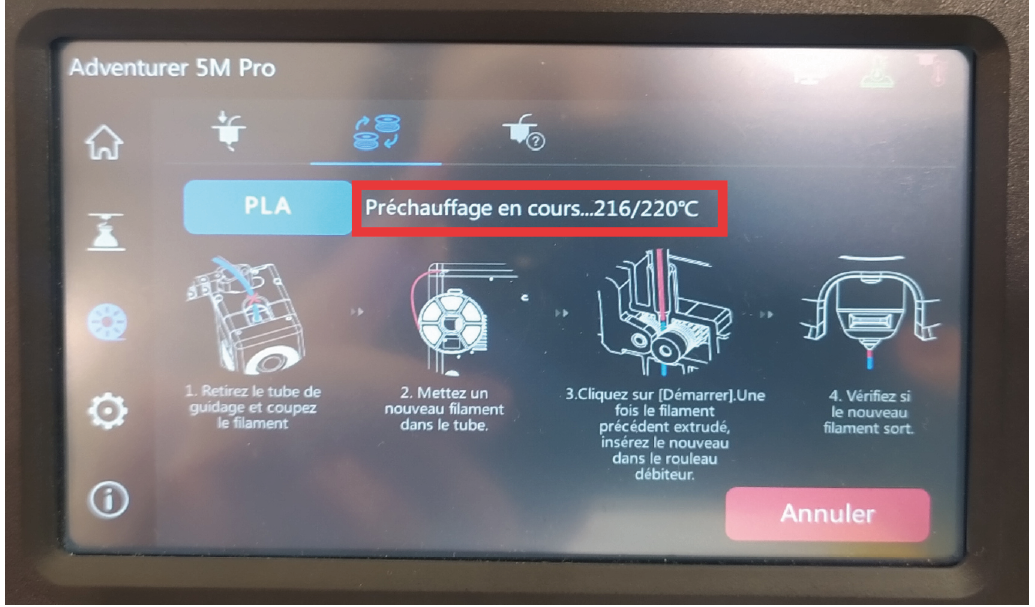 Adventurer 5M Pro
PLA
Préchauffage en cours...216/220℃
1. Retirez le tube de
guidage et coupez
le filament
2. Mettez un
nouveau filament
dans le tube.
3.Cliquez sur [Démarrer].Une
fois le filament
précédent extrudé,
insérez le nouveau
dans le rouleau
débiteur.
4. Vérifiez si
le nouveau
filament sort.
Annuler